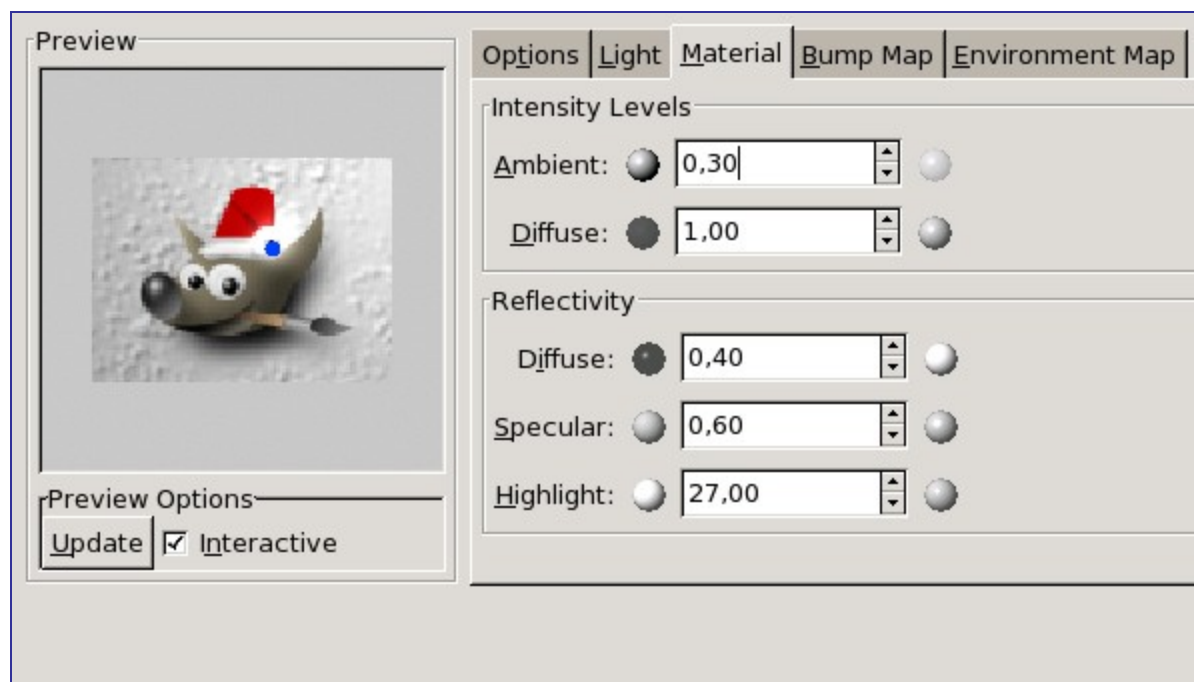 Preview
Options Light Material Bump Map Environment Map
Intensity Levels
Ambient: 0,30
Diffuse: 1,00
Reflectivity
Diffuse: 0,40
Specular: 0,60
Highlight: 27,00
Preview Options
Update Interactive